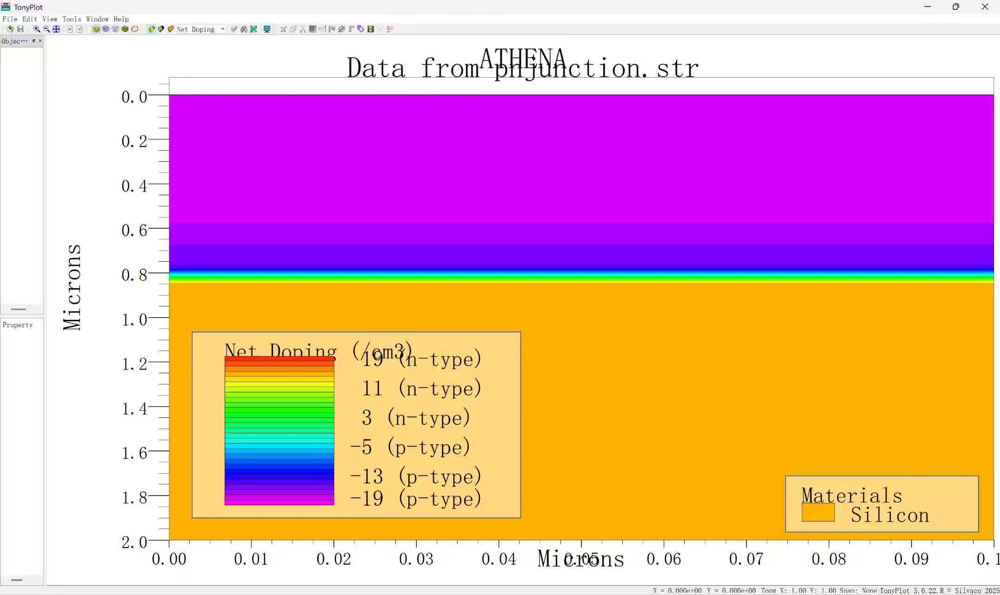 TonyPlot
File Edit View Tools Window Help
Net Doping
Objec...
Property
ATHENA
Data from pnjunction.str
Microns
0.0
0.2
0.4
0.6
0.8
1.0
1.2
1.4
1.6
1.8
2.0
Net Doping (/cm3)
19 (n-type)
11 (n-type)
3 (n-type)
-5 (p-type)
-13 (p-type)
-19 (p-type)
Materials
Silicon
0.00 0.01 0.02 0.03 0.04 0.05 0.06 0.07 0.08 0.09 0.1
Microns
X = 0.000e+00 Y = 0.000e+00 Zoom X: 1.00 Y: 1.00 Snap: None TonyPlot 5.0.22.R © Silvaco 2025